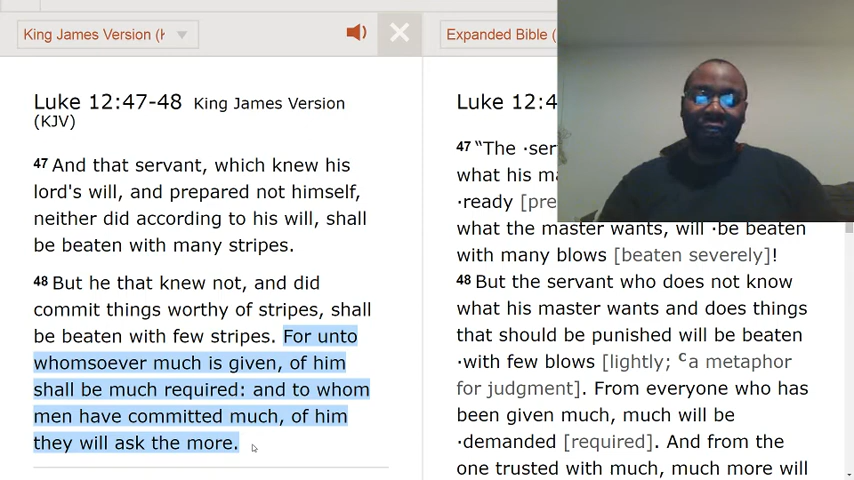 King James Version (
Expanded Bible (
Luke 12:47-48 King James Version
(KJV)
47 And that servant, which knew his
lord's will, and prepared not himself,
neither did according to his will, shall
be beaten with many stripes.
48 But he that knew not, and did
commit things worthy of stripes, shall
be beaten with few stripes. For unto
whomsoever much is given, of him
shall be much required: and to whom
men have committed much, of him
they will ask the more.
Luke 12:4
47 “The ·ser
what his ma
·ready [pre
what the master wants, will ·be beaten
with many blows [beaten severely]!
48 But the servant who does not know
what his master wants and does things
that should be punished will be beaten
·with few blows [lightly; C a metaphor
for judgment]. From everyone who has
been given much, much will be
·demanded [required]. And from the
one trusted with much, much more will